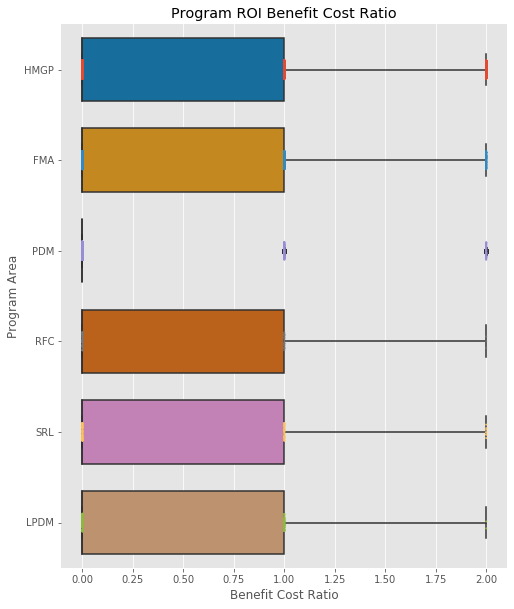 Program ROI Benefit Cost Ratio
HMGP
FMA
PDM
RFC
SRL
LPDM
Program Area
0.00 0.25 0.50 0.75 1.00 1.25 1.50 1.75 2.00
Benefit Cost Ratio